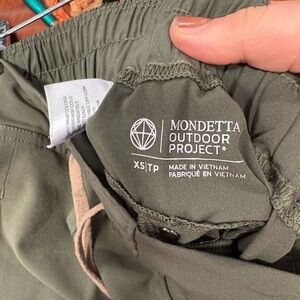 MONDETTA
OUTDOOR
PROJECT®
XS|TP
MADE IN VIETNAM
FABRIQUÉ EN VIETNAM